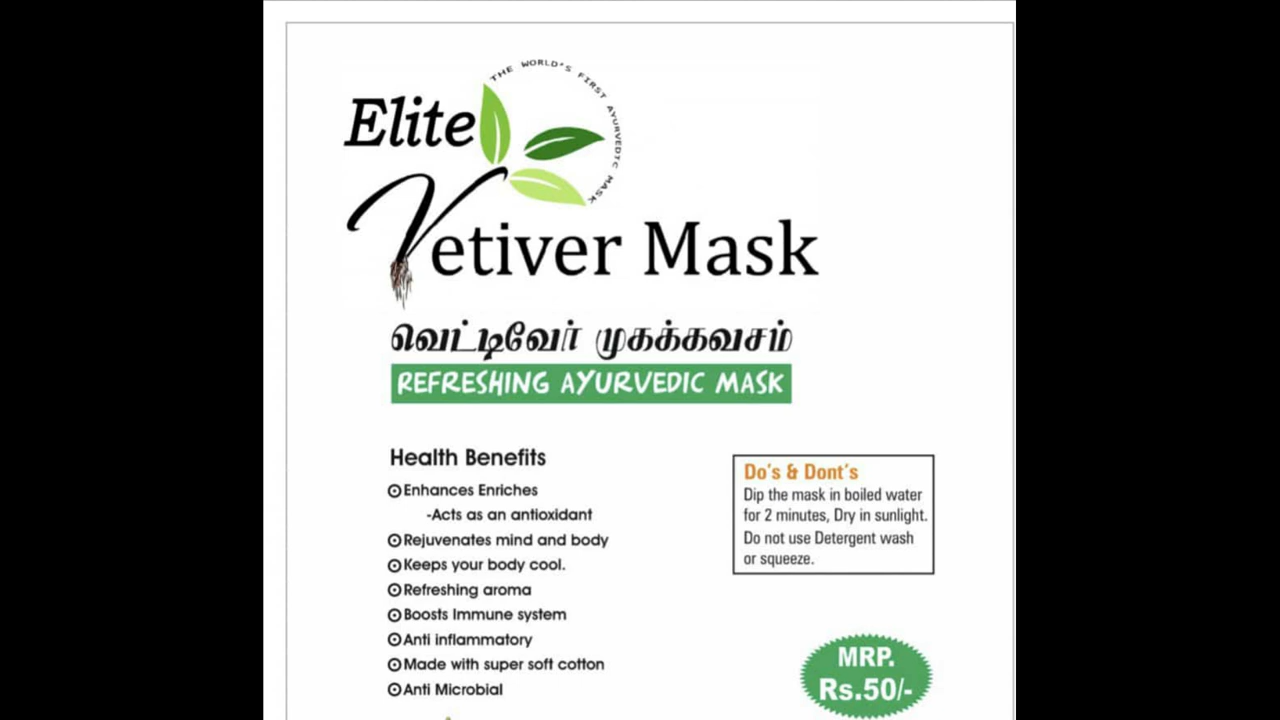 THE WORLD'S FIRST AYURVEDIC MASK
Elite
Vetiver Mask
வெட்டிவேர் முகக்கவசம்
REFRESHING AYURVEDIC MASK
Health Benefits
Enhances Enriches
-Acts as an antioxidant
Rejuvenates mind and body
Keeps your body cool.
Refreshing aroma
Boosts Immune system
Anti inflammatory
Made with super soft cotton
Anti Microbial
Do's & Dont's
Dip the mask in boiled water
for 2 minutes, Dry in sunlight.
Do not use Detergent wash
or squeeze.
MRP.
Rs.50/-